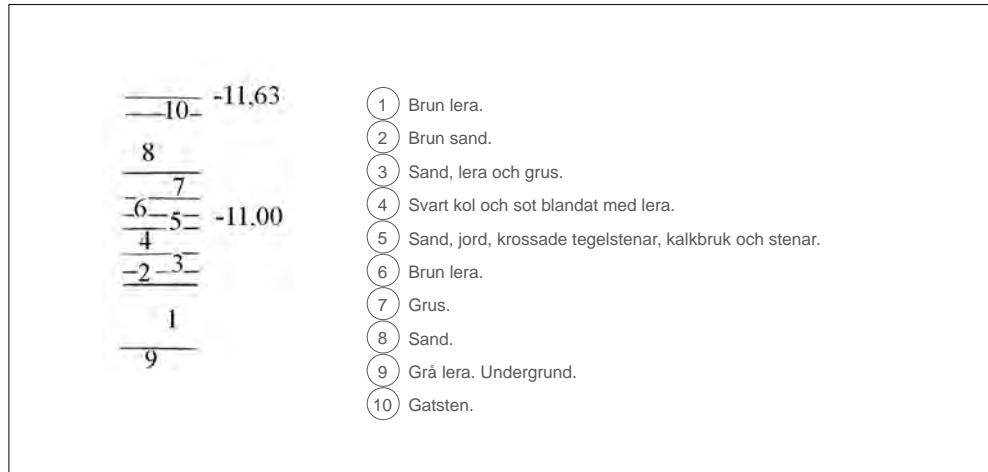 10 -11,63
8
7
6 5 -11,00
4
2 3
1
9
1 Brun lera.
2 Brun sand.
3 Sand, lera och grus.
4 Svart kol och sot blandat med lera.
5 Sand, jord, krossade tegelstenar, kalkbruk och stenar.
6 Brun lera.
7 Grus.
8 Sand.
9 Grå lera. Undergrund.
10 Gatsten.